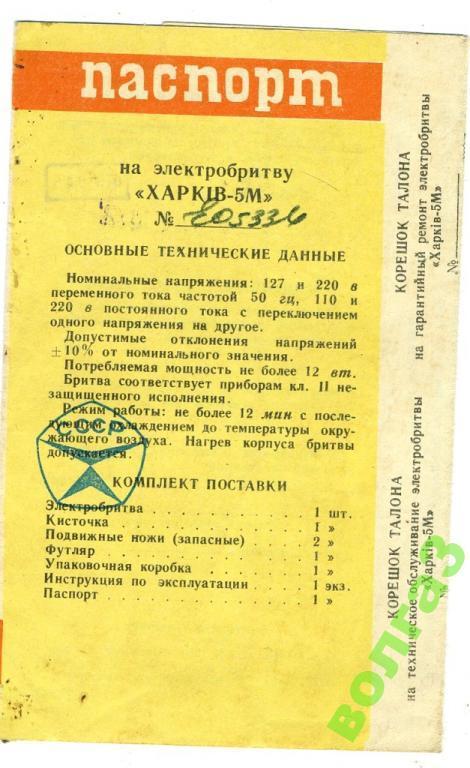 паспорт
на электробритву
«ХАРКІВ-5М»
№ 205336
ОСНОВНЫЕ ТЕХНИЧЕСКИЕ ДАННЫЕ
Номинальные напряжения: 127 и 220 в
переменного тока частотой 50 гц, 110 и
220 в постоянного тока с переключением
одного напряжения на другое.
Допустимые отклонения напряжений
±10% от номинального значения.
Потребляемая мощность не более 12 вт.
Бритва соответствует приборам кл. II не-
защищенного исполнения.
Режим работы: не более 12 мин с после-
дующим охлаждением до температуры окру-
жающего воздуха. Нагрев корпуса бритвы
допускается.
СССР
КОМПЛЕКТ ПОСТАВКИ
Электробритва . . . . . . . 1 шт.
Кисточка . . . . . . . . . 1 »
Подвижные ножи (запасные) . . . 2 »
Футляр . . . . . . . . . . 1 »
Упаковочная коробка . . . . . 1 »
Инструкция по эксплуатации . . . 1 экз.
Паспорт . . . . . . . . . 1 »
КОРЕШОК ТАЛОНА
на гарантийный ремонт электробритвы
«Харків-5М»
№
КОРЕШОК ТАЛОНА
на техническое обслуживание электробритвы
«Харків-5М»
№
волга3